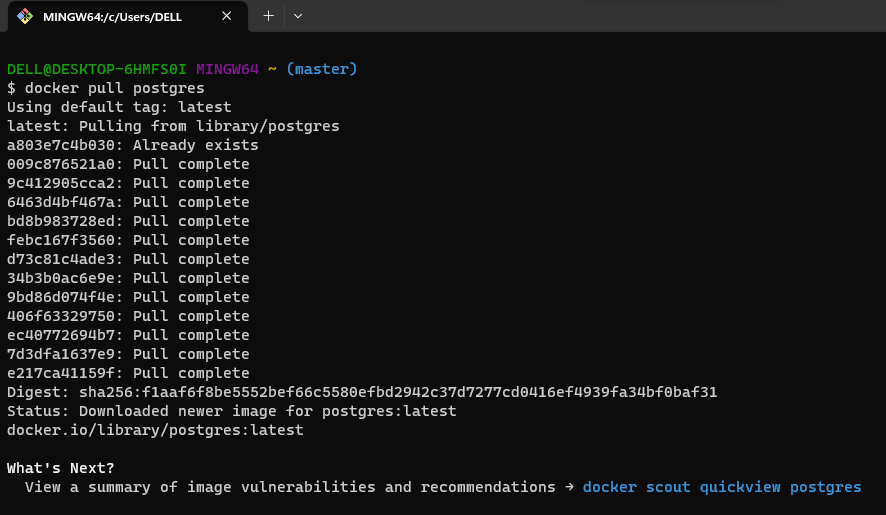 MINGW64:/c/Users/DELL
DELL@DESKTOP-6HMFS0I MINGW64 ~ (master)
$ docker pull postgres
Using default tag: latest
latest: Pulling from library/postgres
a803e7c4b030: Already exists
009c876521a0: Pull complete
9c412905cca2: Pull complete
6463d4bf467a: Pull complete
bd8b983728ed: Pull complete
febc167f3560: Pull complete
d73c81c4ade3: Pull complete
34b3b0ac6e9e: Pull complete
9bd86d074f4e: Pull complete
406f63329750: Pull complete
ec40772694b7: Pull complete
7d3dfa1637e9: Pull complete
e217ca41159f: Pull complete
Digest: sha256:f1aaf6f8be5552bef66c5580efbd2942c37d7277cd0416ef4939fa34bf0baf31
Status: Downloaded newer image for postgres:latest
docker.io/library/postgres:latest
What's Next?
View a summary of image vulnerabilities and recommendations → docker scout quickview postgres